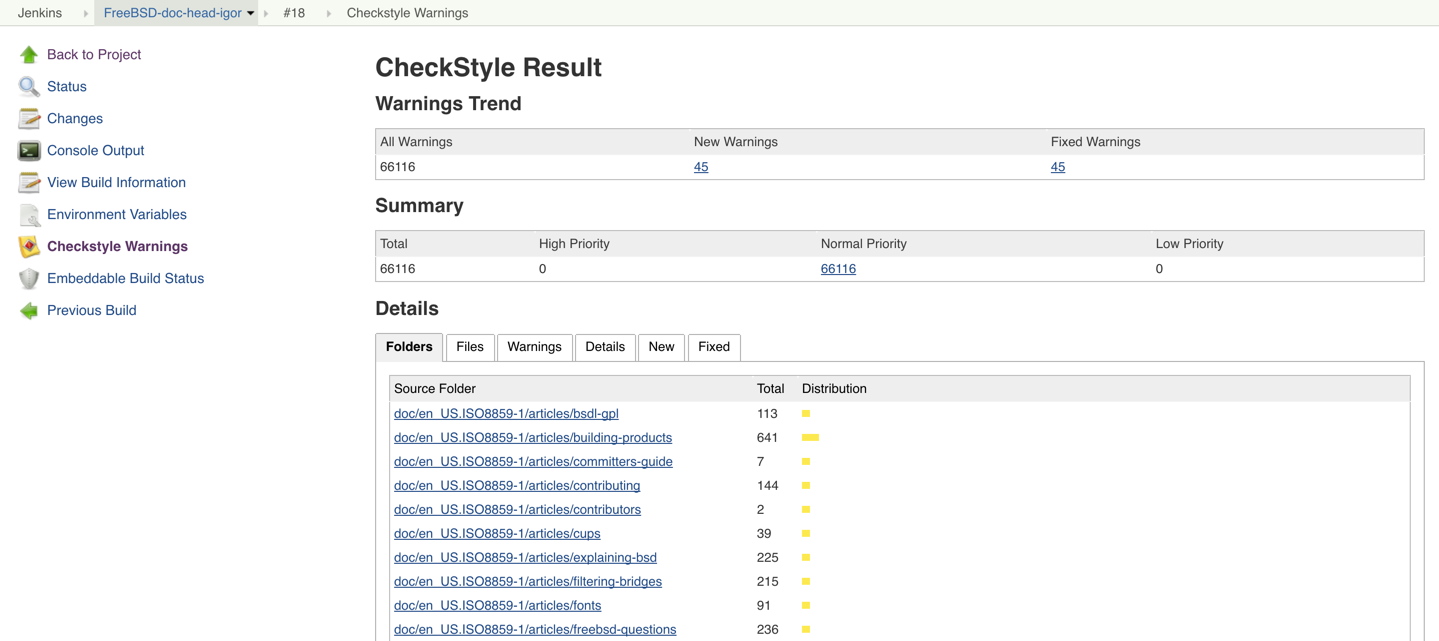 Jenkins FreeBSD-doc-head-igor #18 Checkstyle Warnings
Back to Project
Status
Changes
Console Output
View Build Information
Environment Variables
Checkstyle Warnings
Embeddable Build Status
Previous Build
CheckStyle Result
Warnings Trend
All Warnings New Warnings Fixed Warnings
66116 45 45
Summary
Total High Priority Normal Priority Low Priority
66116 0 66116 0
Details
Folders Files Warnings Details New Fixed
Source Folder Total Distribution
doc/en_US.ISO8859-1/articles/bsdl-gpl 113
doc/en_US.ISO8859-1/articles/building-products 641
doc/en_US.ISO8859-1/articles/committers-guide 7
doc/en_US.ISO8859-1/articles/contributing 144
doc/en_US.ISO8859-1/articles/contributors 2
doc/en_US.ISO8859-1/articles/cups 39
doc/en_US.ISO8859-1/articles/explaining-bsd 225
doc/en_US.ISO8859-1/articles/filtering-bridges 215
doc/en_US.ISO8859-1/articles/fonts 91
doc/en_US.ISO8859-1/articles/freebsd-questions 236